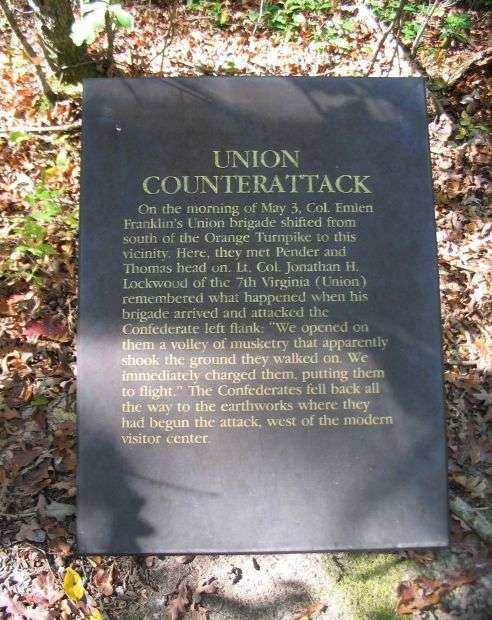 UNION
COUNTERATTACK
On the morning of May 3, Col. Emlen
Franklin's Union brigade shifted from
south of the Orange Turnpike to this
vicinity. Here, they met Pender and
Thomas head on. Lt. Col. Jonathan H.
Lockwood of the 7th Virginia (Union)
remembered what happened when his
brigade arrived and attacked the
Confederate left flank: "We opened on
them a volley of musketry that apparently
shook the ground they walked on. We
immediately charged them, putting them
to flight." The Confederates fell back all
the way to the earthworks where they
had begun the attack, west of the modern
visitor center.